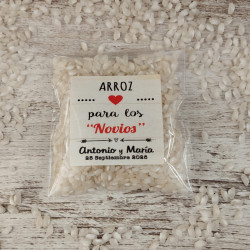 ARROZ
para los
"Novios"
Antonio y María
25 Septiembre 2025